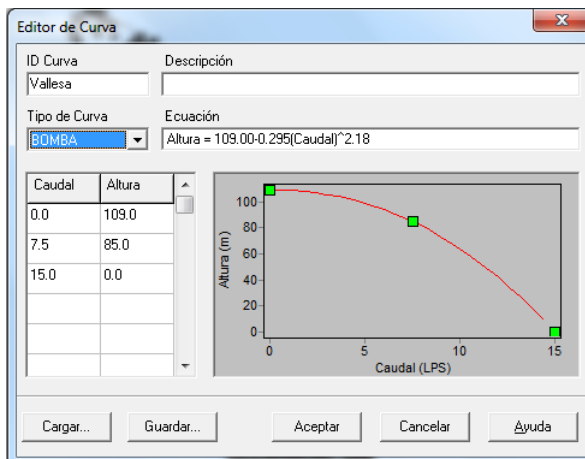 Editor de Curva
ID Curva Descripción
Vallesa
Tipo de Curva Ecuación
BOMBA Altura = 109.00-0.295(Caudal)^2.18
Caudal Altura
0.0 109.0
7.5 85.0
15.0 0.0
Altura (m)
100
80
60
40
20
0
0 5 10 15
Caudal (LPS)
Cargar... Guardar... Aceptar Cancelar Ayuda